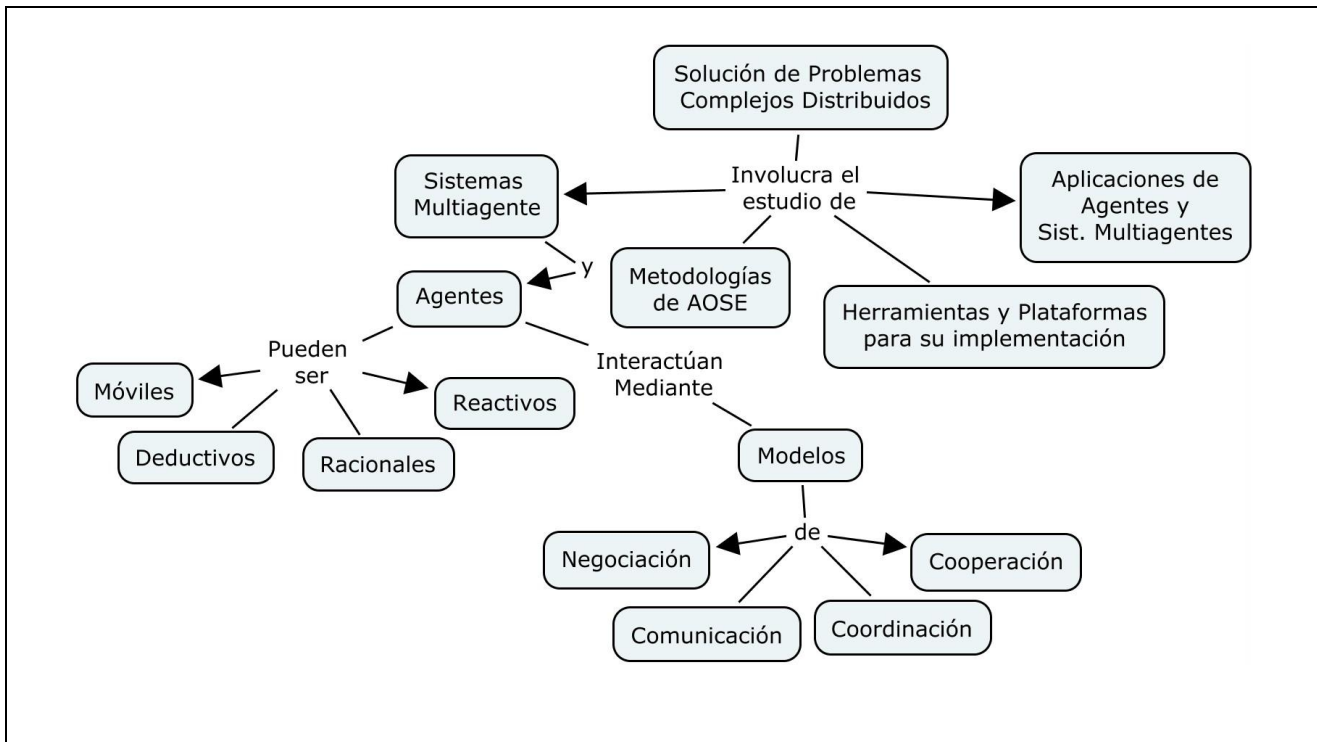 Solución de Problemas
Complejos Distribuidos
Involucra el
estudio de
Sistemas
Multiagente
Aplicaciones de
Agentes y
Sist. Multiagentes
y
Metodologías
de AOSE
Herramientas y Plataformas
para su implementación
Agentes
Pueden
ser
Interactúan
Mediante
Móviles
Reactivos
Deductivos
Racionales
Modelos
de
Negociación
Cooperación
Comunicación
Coordinación